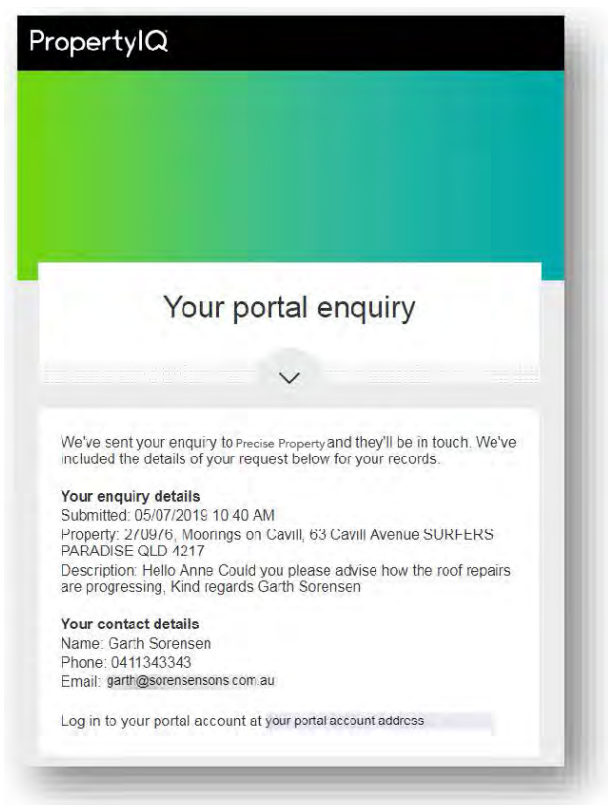 PropertyIQ
Your portal enquiry
We've sent your enquiry to Precise Property and they'll be in touch. We've
included the details of your request below for your records.
Your enquiry details
Submitted: 05/07/2019 10 40 AM
Property: 270976, Moorings on Cavill, 63 Cavill Avenue SURFERS
PARADISE QLD 4217
Description: Hello Anne Could you please advise how the roof repairs
are progressing, Kind regards Garth Sorensen
Your contact details
Name: Garth Sorensen
Phone: 0411343343
Email: garth@sorensensons.com.au
Log in to your portal account at your portal account address